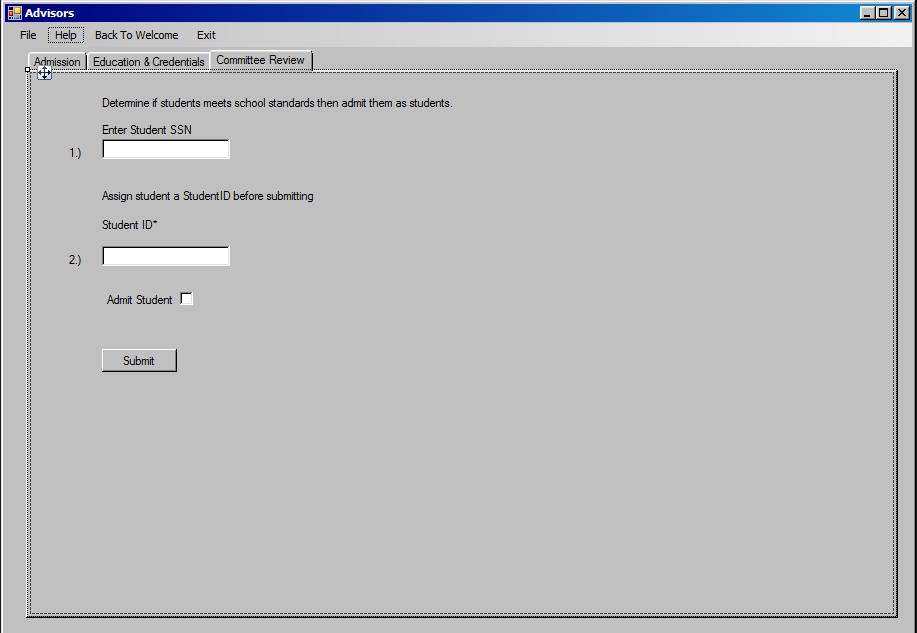 Advisors
File Help Back To Welcome Exit
Admission Education & Credentials Committee Review
Determine if students meets school standards then admit them as students.
Enter Student SSN
1.)
Assign student a StudentID before submitting
Student ID*
2.)
Admit Student
Submit